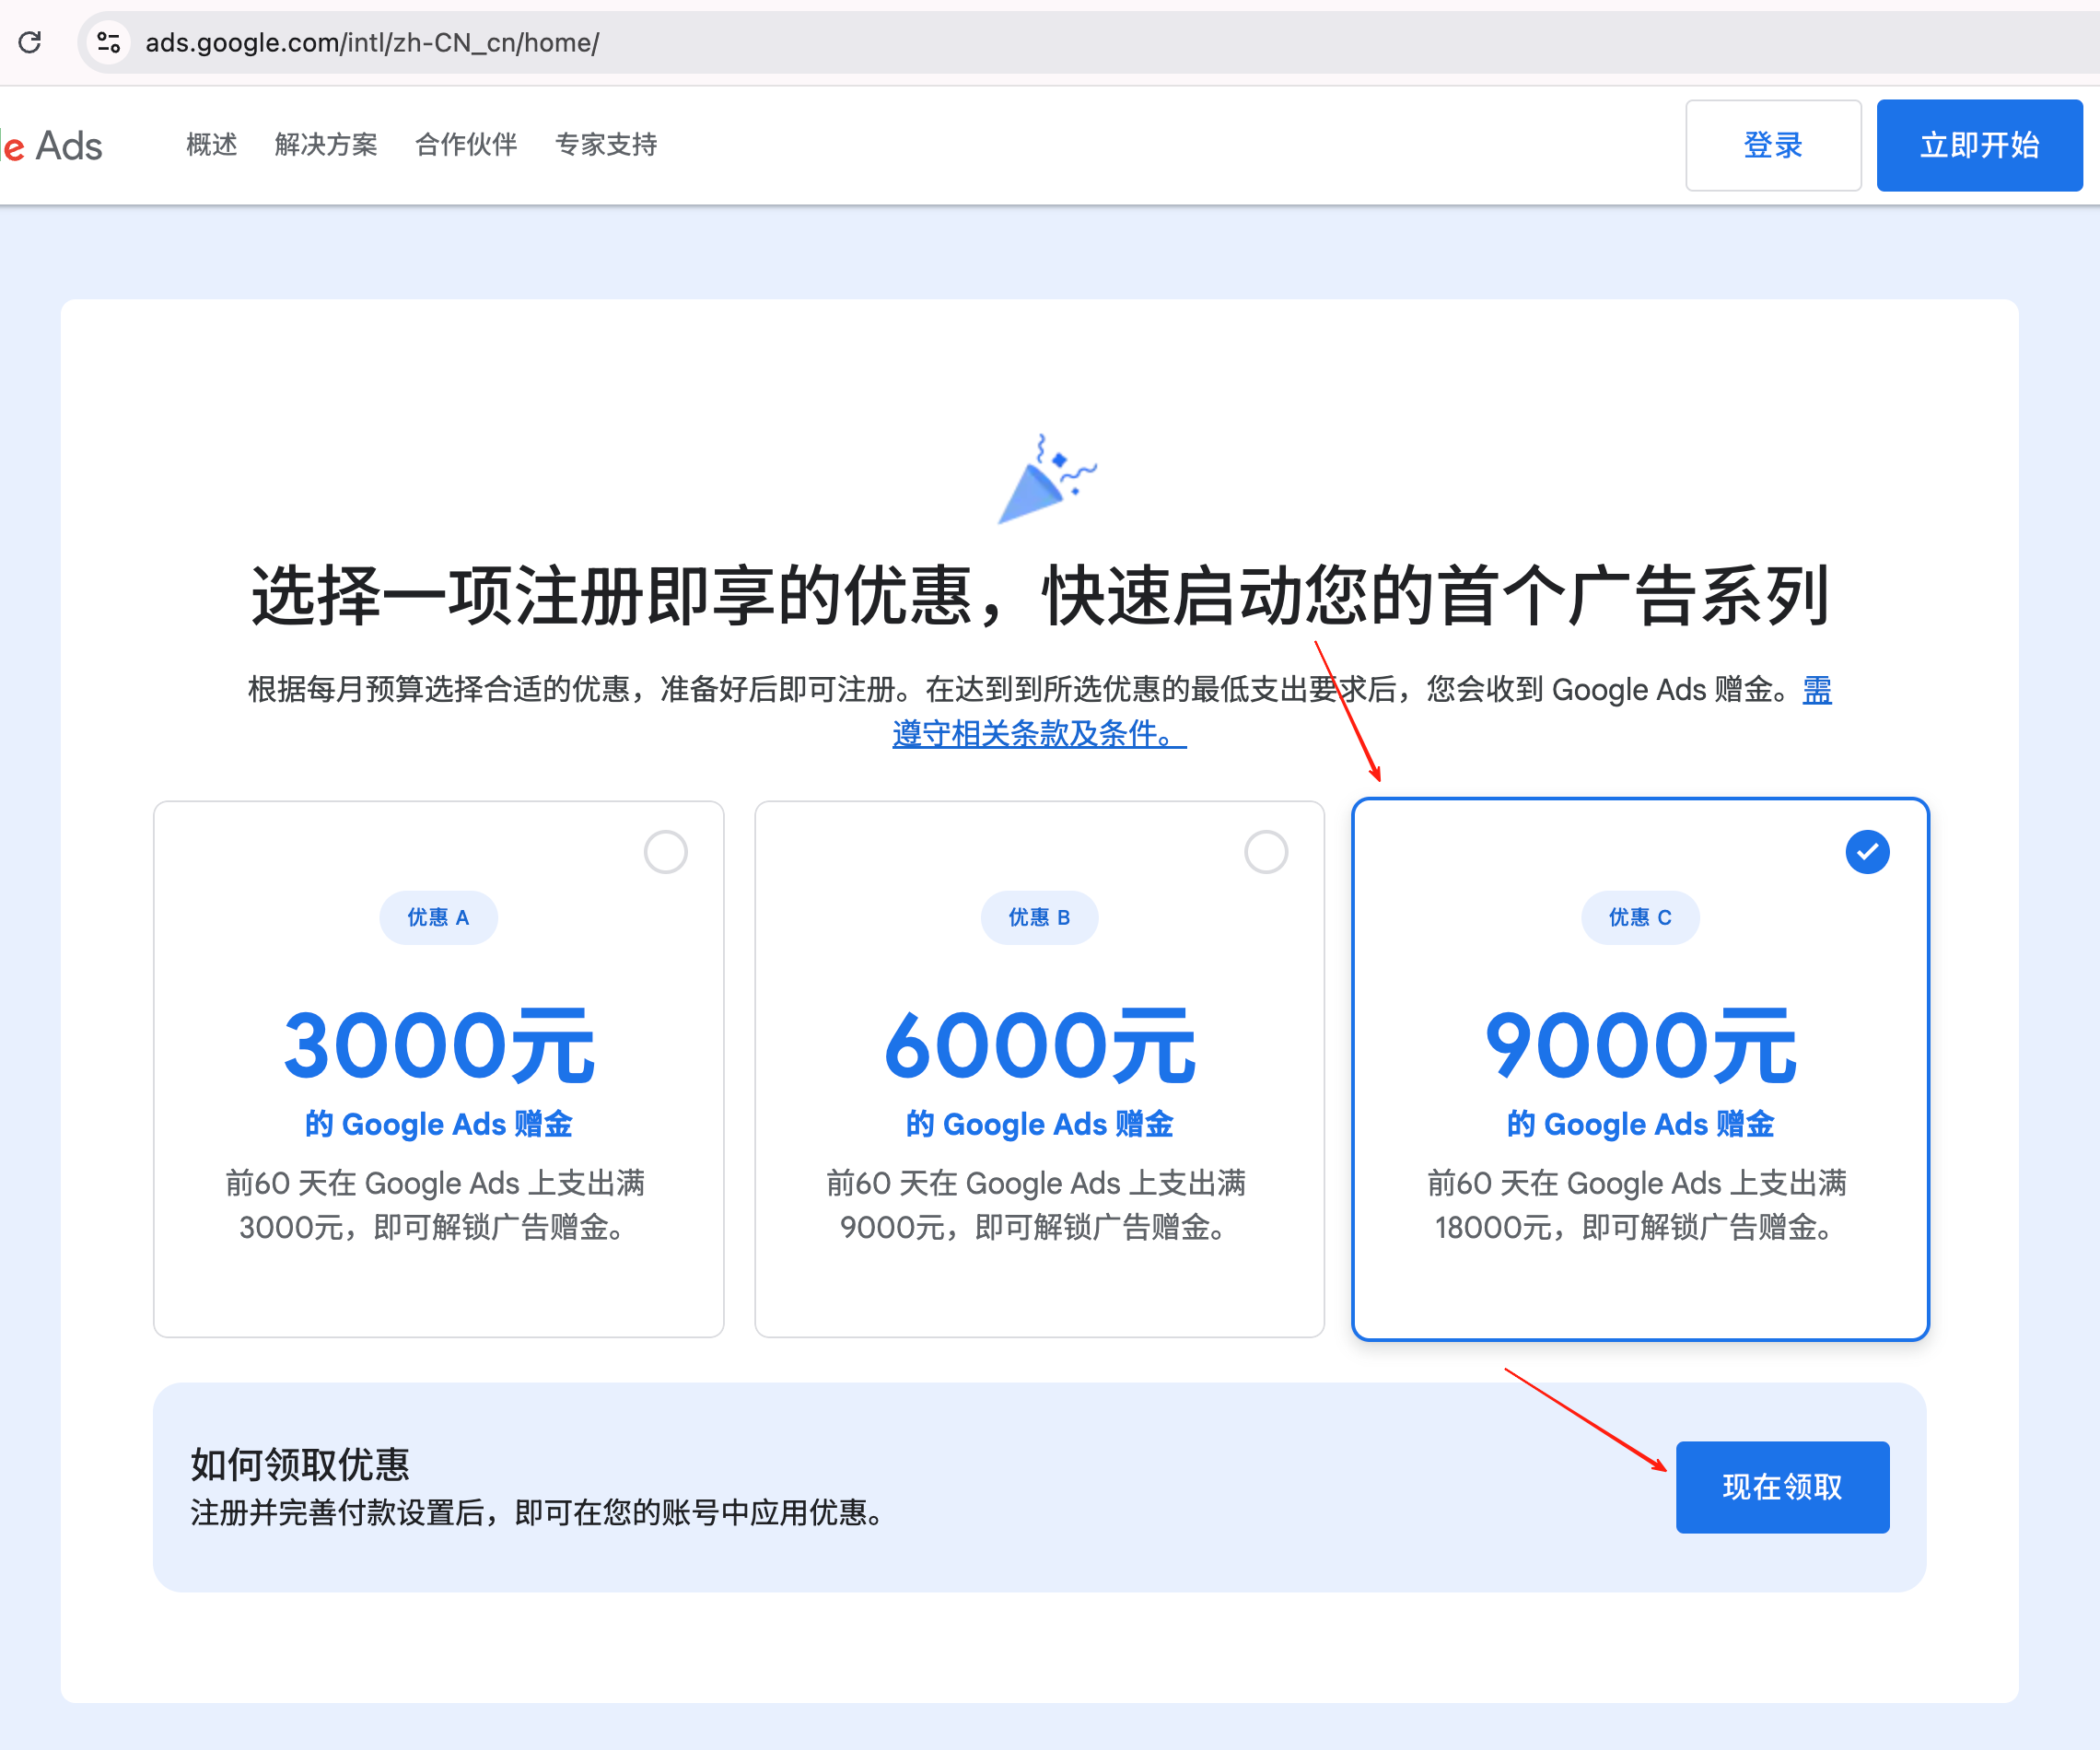 ads.google.com/intl/zh-CN_cn/home/
e Ads 概述 解决方案 合作伙伴 专家支持 登录 立即开始
选择一项注册即享的优惠，快速启动您的首个广告系列
根据每月预算选择合适的优惠，准备好后即可注册。在达到到所选优惠的最低支出要求后，您会收到 Google Ads 赠金。需
遵守相关条款及条件。
优惠 A
3000元
的 Google Ads 赠金
前60 天在 Google Ads 上支出满
3000元，即可解锁广告赠金。
优惠 B
6000元
的 Google Ads 赠金
前60 天在 Google Ads 上支出满
9000元，即可解锁广告赠金。
优惠 C
9000元
的 Google Ads 赠金
前60 天在 Google Ads 上支出满
18000元，即可解锁广告赠金。
如何领取优惠
注册并完善付款设置后，即可在您的账号中应用优惠。
现在领取